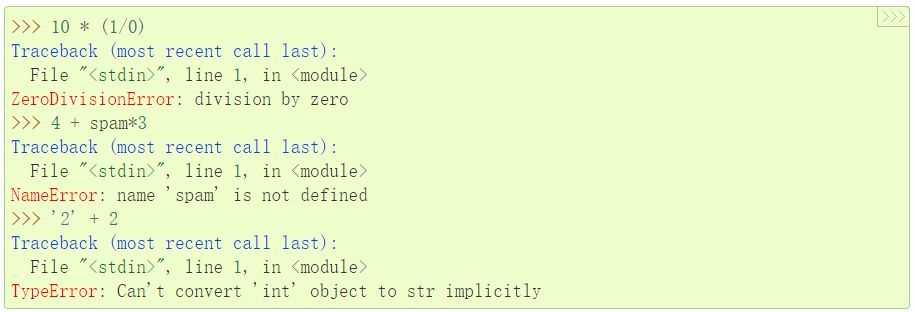 >>>
>>> 10 * (1/0)
Traceback (most recent call last):
  File "<stdin>", line 1, in <module>
ZeroDivisionError: division by zero
>>> 4 + spam*3
Traceback (most recent call last):
  File "<stdin>", line 1, in <module>
NameError: name 'spam' is not defined
>>> '2' + 2
Traceback (most recent call last):
  File "<stdin>", line 1, in <module>
TypeError: Can't convert 'int' object to str implicitly